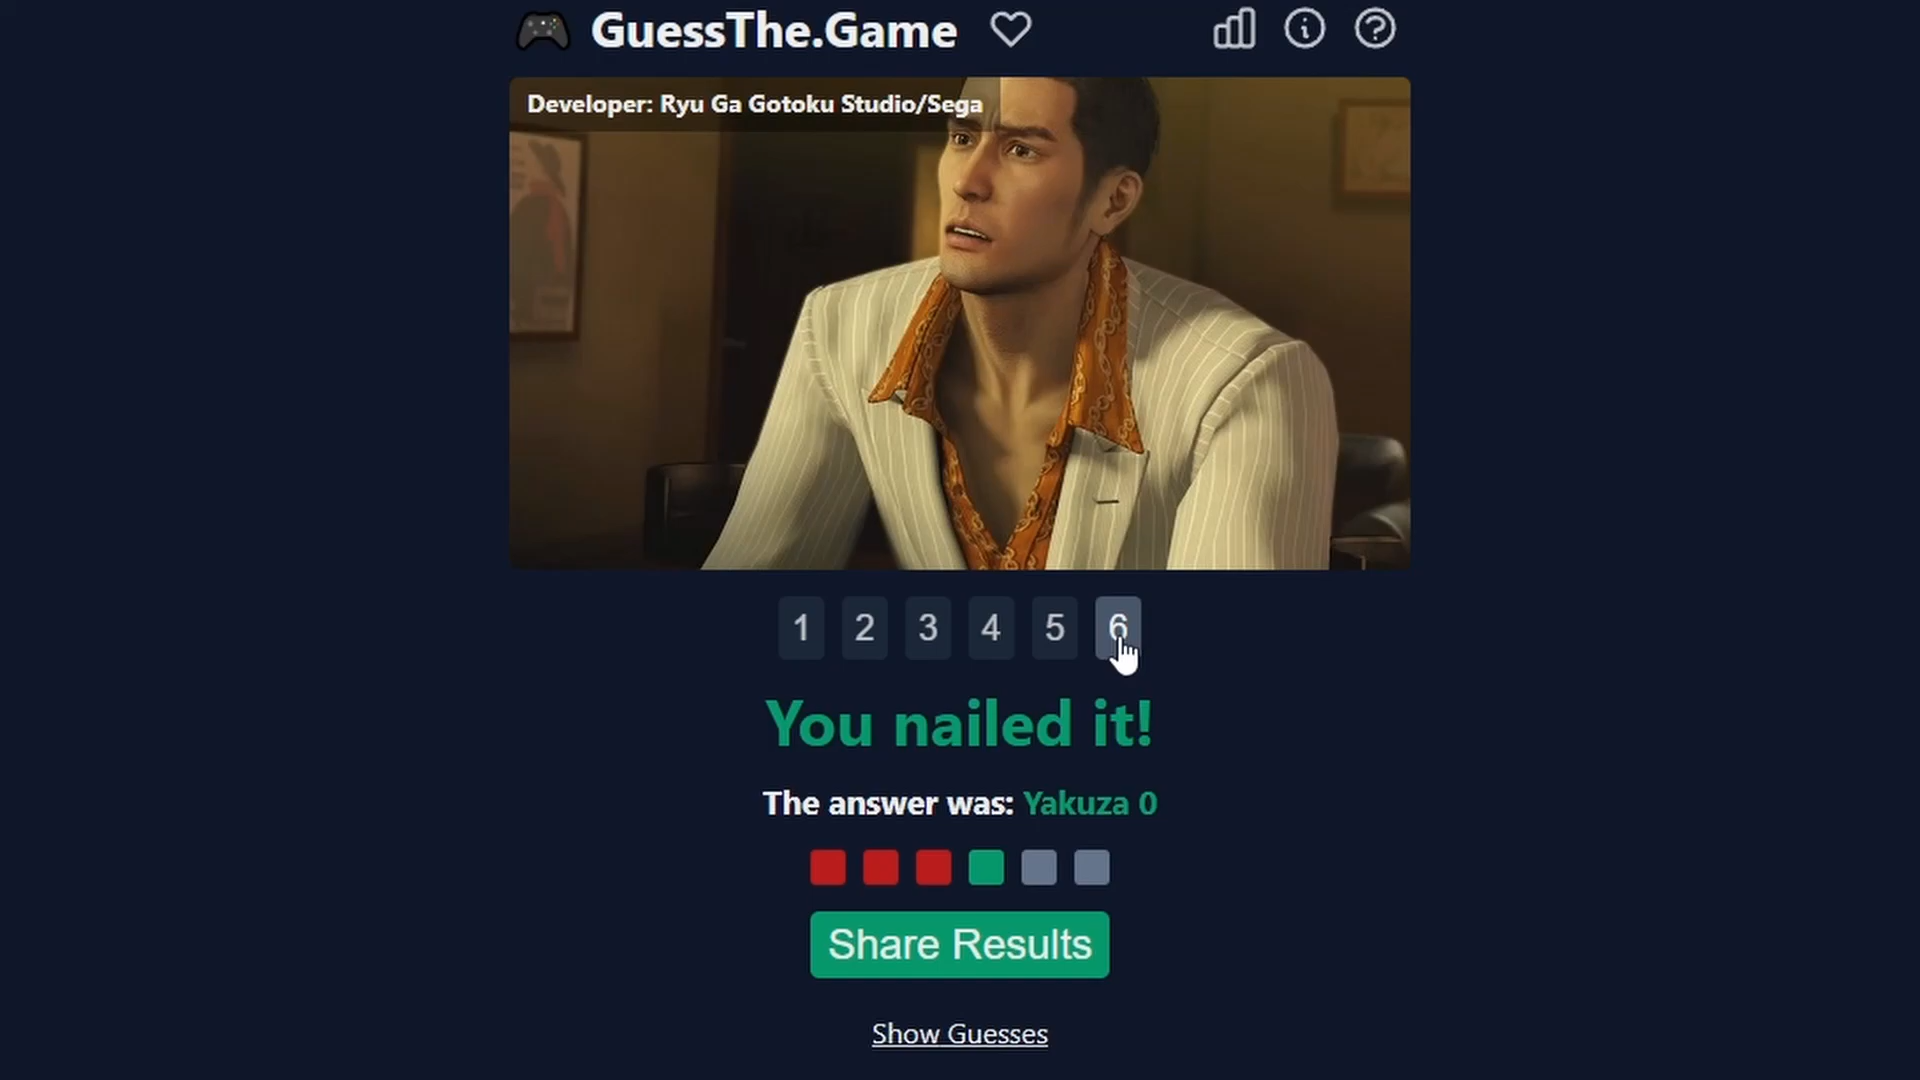 GuessThe.Game
Developer: Ryu Ga Gotoku Studio/Sega
1 2 3 4 5 6
You nailed it!
The answer was: Yakuza 0
Share Results
Show Guesses